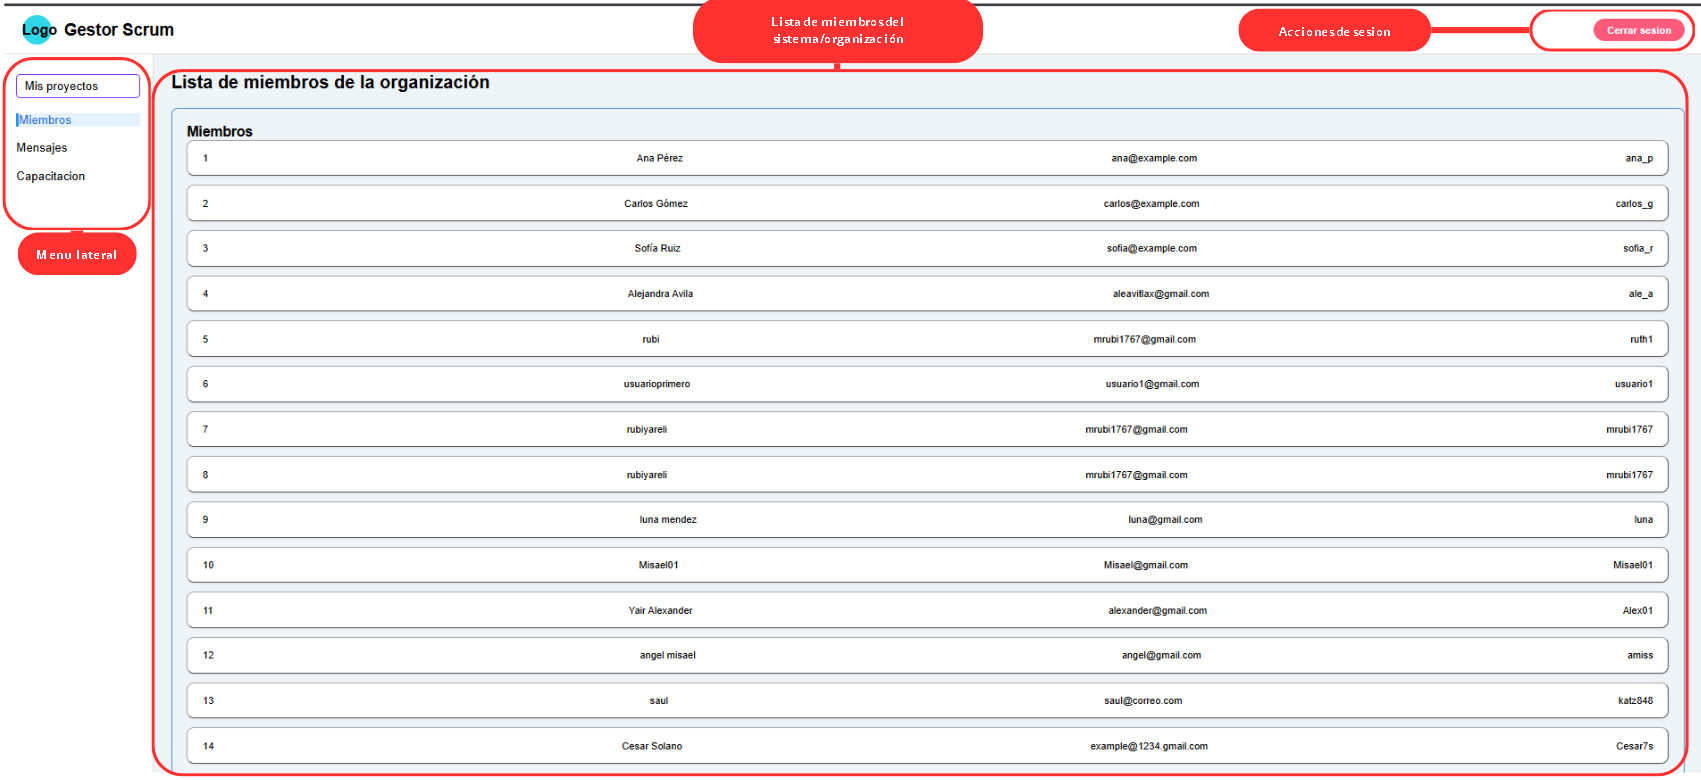 Logo Gestor Scrum
Lista de miembros del
sistema/organización
Acciones de sesion
Cerrar sesion
Mis proyectos
Miembros
Mensajes
Capacitacion
Menu lateral
Lista de miembros de la organización
Miembros
1 Ana Pérez ana@example.com ana_p
2 Carlos Gómez carlos@example.com carlos_g
3 Sofía Ruiz sofia@example.com sofia_r
4 Alejandra Avila aleavitlax@gmail.com ale_a
5 rubi mrubi1767@gmail.com ruth1
6 usuarioprimero usuario1@gmail.com usuario1
7 rubiyareli mrubi1767@gmail.com mrubi1767
8 rubiyareli mrubi1767@gmail.com mrubi1767
9 luna mendez luna@gmail.com luna
10 Misael01 Misael@gmail.com Misael01
11 Yair Alexander alexander@gmail.com Alex01
12 angel misael angel@gmail.com amiss
13 saul saul@correo.com katz848
14 Cesar Solano example@1234.gmail.com Cesar7s